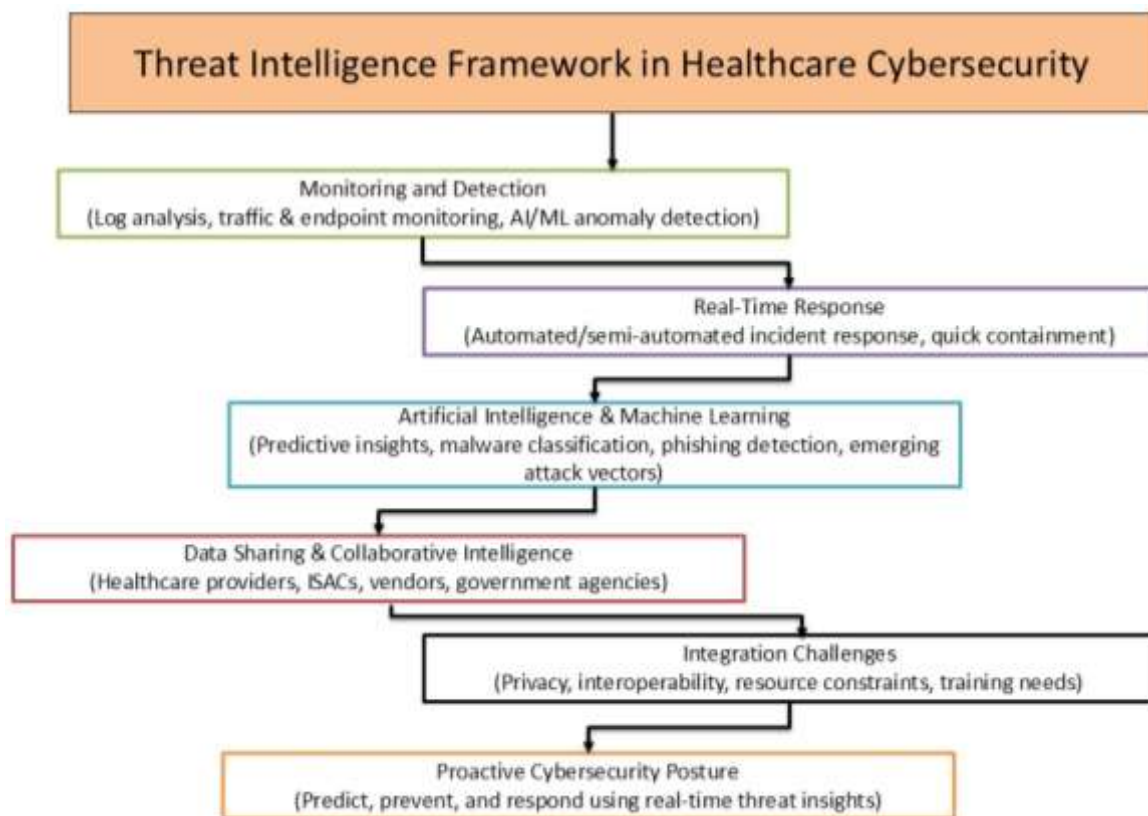 Threat Intelligence Framework in Healthcare Cybersecurity
Monitoring and Detection
(Log analysis, traffic & endpoint monitoring, AI/ML anomaly detection)
Real-Time Response
(Automated/semi-automated incident response, quick containment)
Artificial Intelligence & Machine Learning
(Predictive insights, malware classification, phishing detection, emerging
attack vectors)
Data Sharing & Collaborative Intelligence
(Healthcare providers, ISACs, vendors, government agencies)
Integration Challenges
(Privacy, interoperability, resource constraints, training needs)
Proactive Cybersecurity Posture
(Predict, prevent, and respond using real-time threat insights)